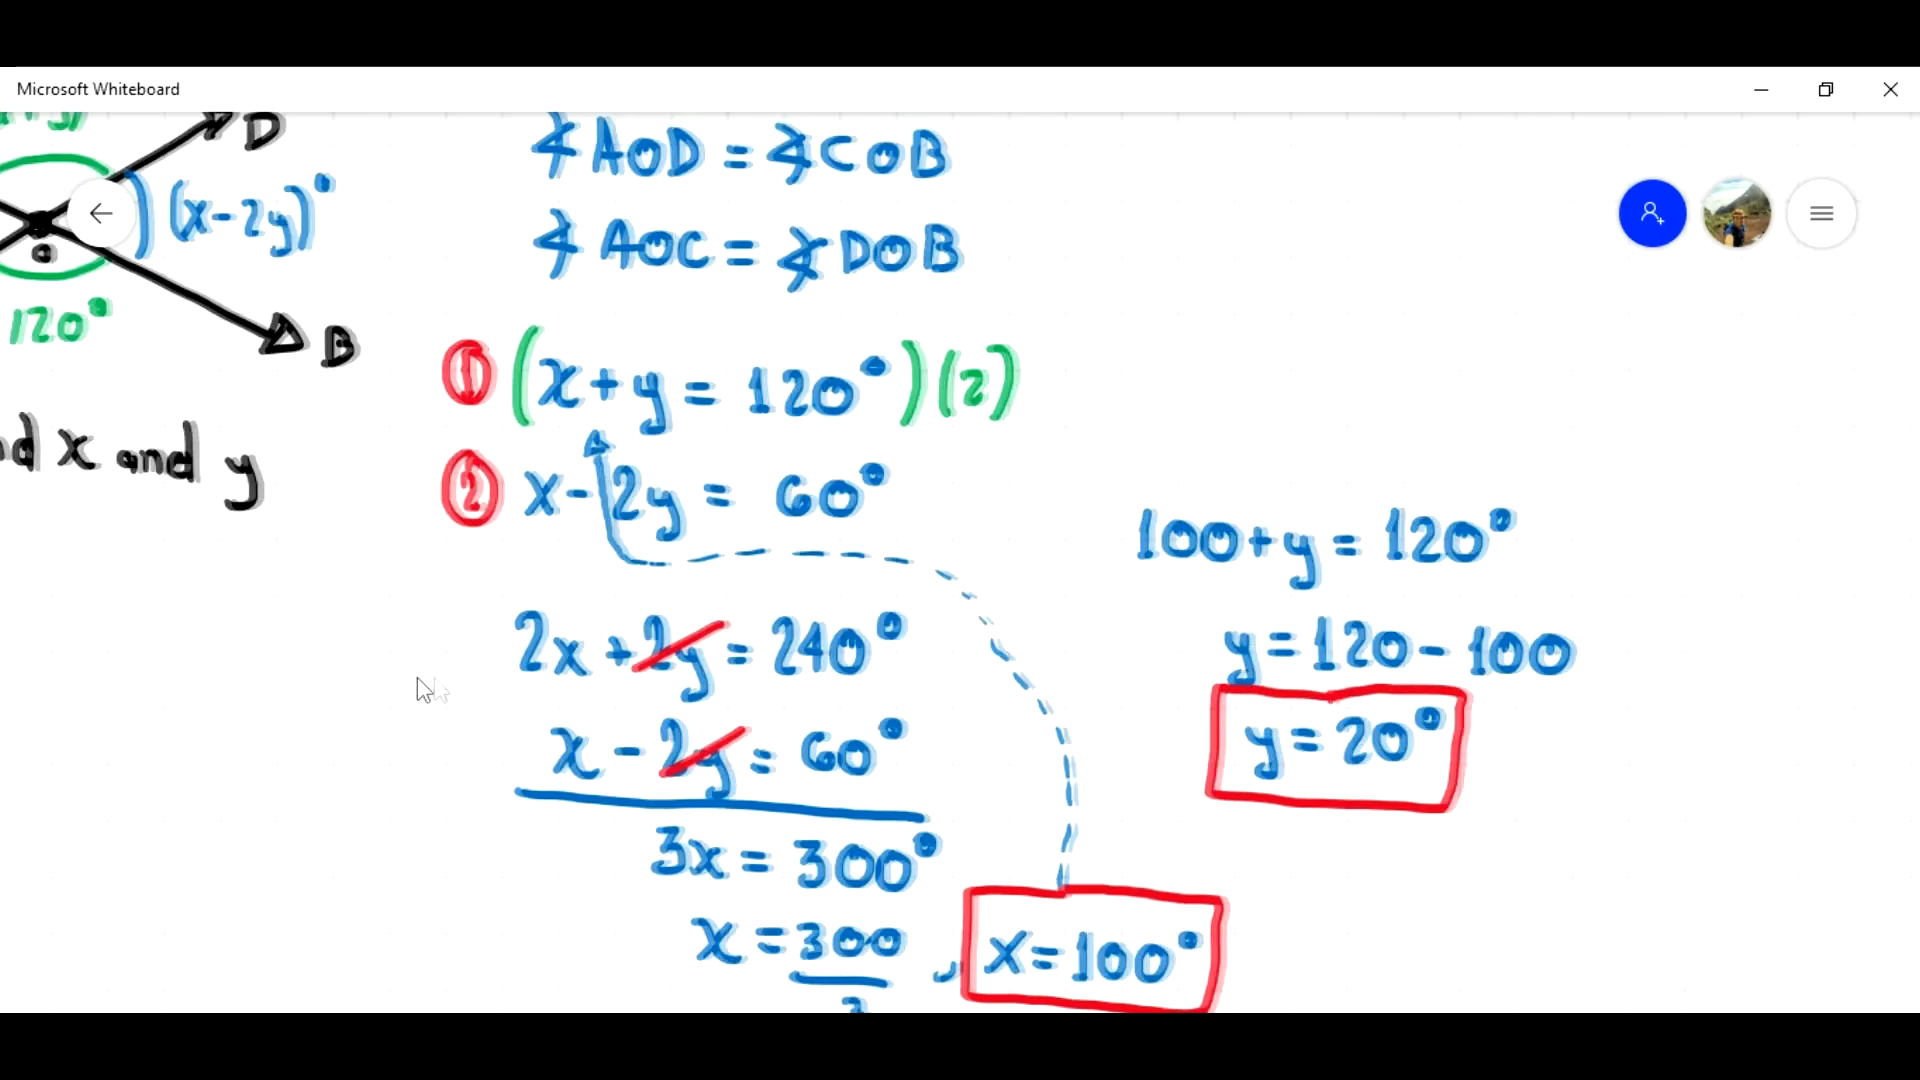 Microsoft Whiteboard
D
(x-2y)°
O
120°
B
x and y
∢AOD = ∢COB
∢AOC = ∢DOB
① (x+y = 120°)(2)
② x-2y = 60°
2x+2y = 240°
x-2y = 60°
3x = 300°
x = 300
, x=100°
100+y = 120°
y=120-100
y=20°